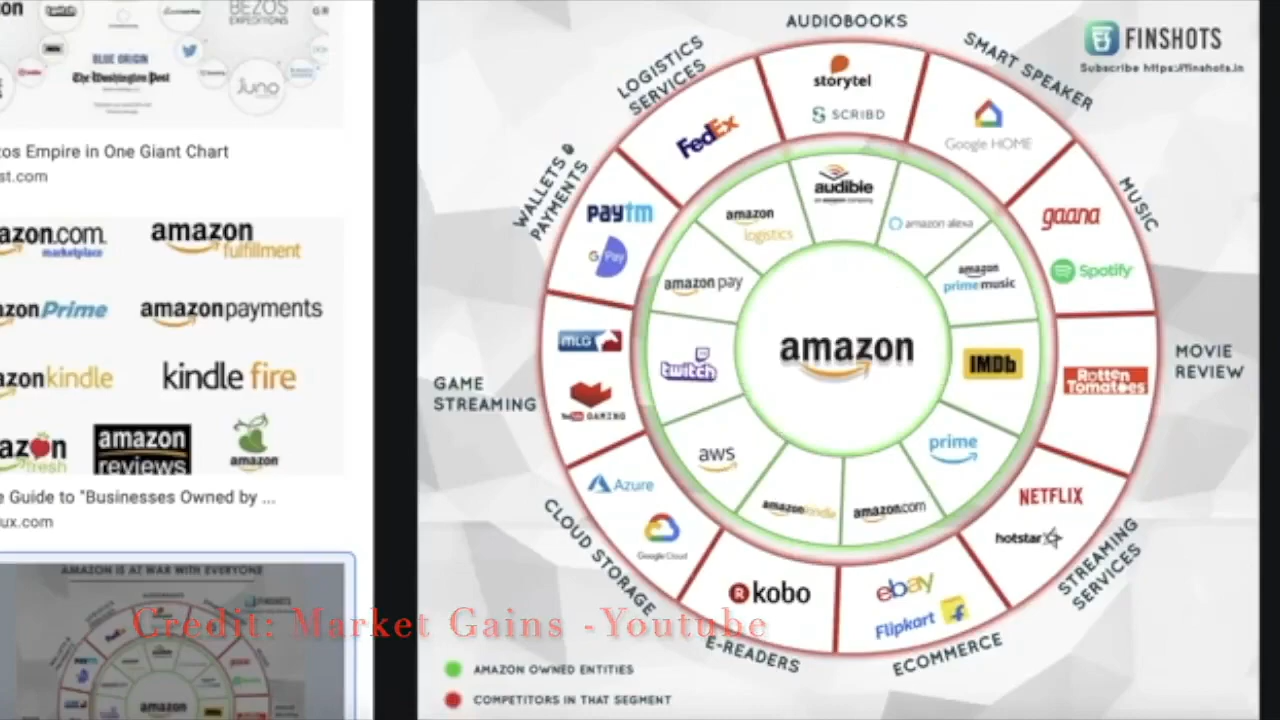 twitch
BEZOS
EXPEDITIONS
BLUE ORIGIN
The Washington Post
juno
zos Empire in One Giant Chart
st.com
azon.com
marketplace
amazon
fulfillment
azonPrime
amazonpayments
azonkindle
kindle fire
azon
fresh
amazon
reviews
amazon
e Guide to "Businesses Owned by ...
ux.com
AMAZON IS AT WAR WITH EVERYONE
FINSHOTS
Subscribe https://finshots.in
AUDIOBOOKS
storytel
SCRIBD
audible
an amazon company
SMART SPEAKER
Google HOME
amazon alexa
MUSIC
gaana
Spotify
amazon
prime music
MOVIE
REVIEW
Rotten
Tomatoes
IMDb
STREAMING
SERVICES
NETFLIX
hotstar
prime
ECOMMERCE
ebay
Flipkart
amazon.com
E-READERS
kobo
amazonkindle
CLOUD STORAGE
Azure
Google Cloud
aws
GAME
STREAMING
MLG
YouTube GAMING
twitch
WALLETS &
PAYMENTS
paytm
G Pay
amazon pay
LOGISTICS
SERVICES
FedEx
amazon
logistics
amazon
AMAZON OWNED ENTITIES
COMPETITORS IN THAT SEGMENT
Credit: Market Gains -Youtube